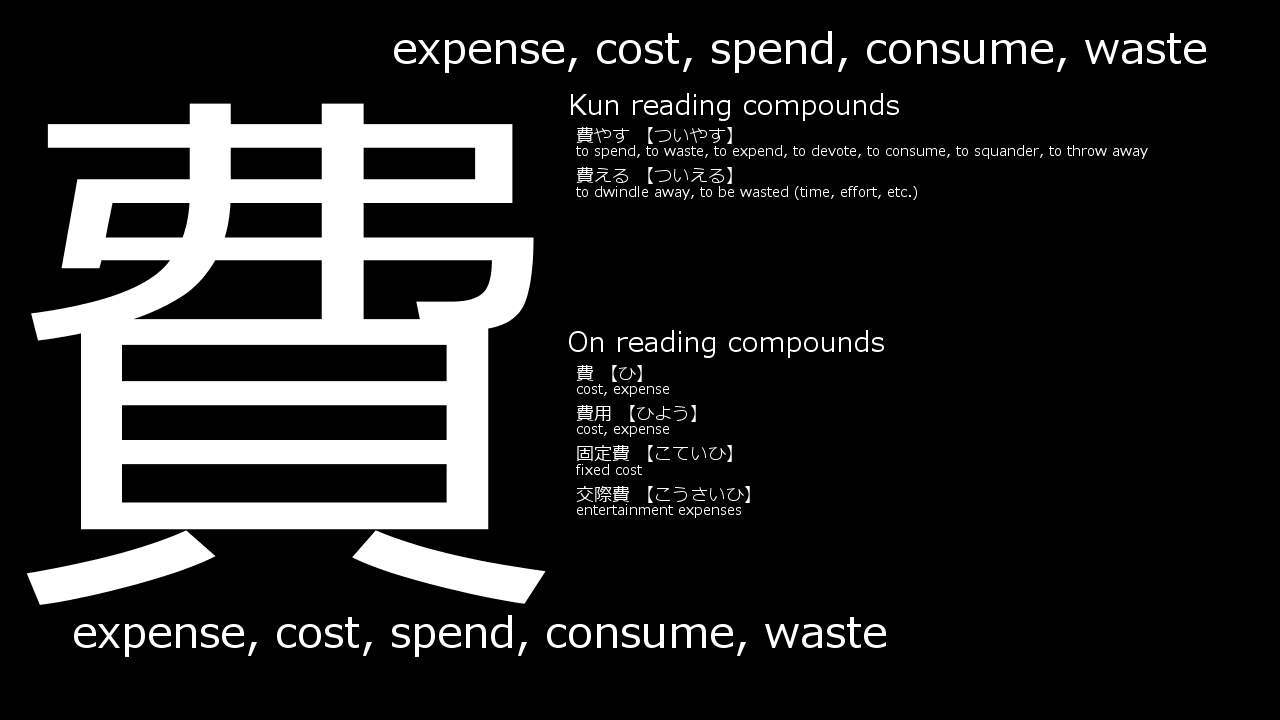 expense, cost, spend, consume, waste
費
Kun reading compounds
費やす 【ついやす】
to spend, to waste, to expend, to devote, to consume, to squander, to throw away
費える 【ついえる】
to dwindle away, to be wasted (time, effort, etc.)
On reading compounds
費 【ひ】
cost, expense
費用 【ひよう】
cost, expense
固定費 【こていひ】
fixed cost
交際費 【こうさいひ】
entertainment expenses
expense, cost, spend, consume, waste